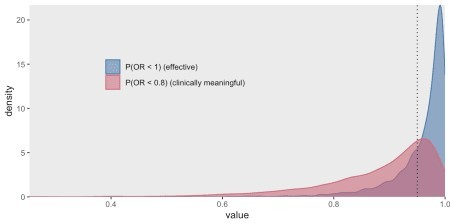 20
15
10
5
0
density
P(OR < 1) (effective)
P(OR < 0.8) (clinically meaningful)
0.4
0.6
0.8
1.0
value